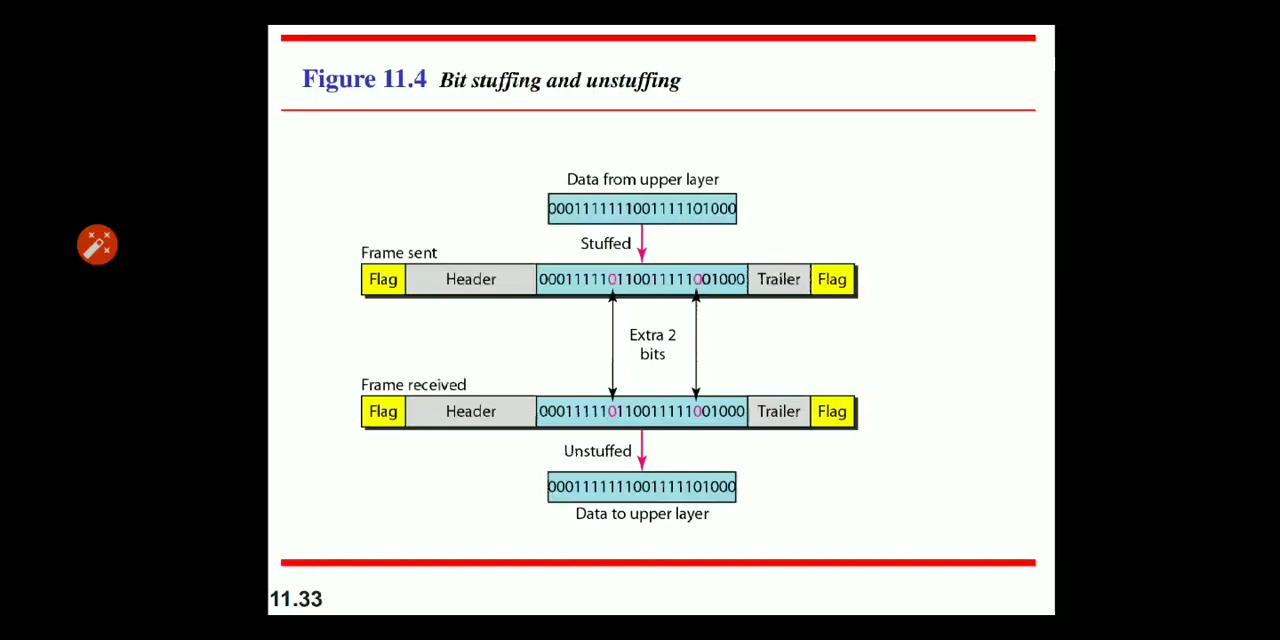 Figure 11.4 Bit stuffing and unstuffing
Data from upper layer
0001111111001111101000
Stuffed
Frame sent
Flag Header 000111110110011111001000 Trailer Flag
Extra 2
bits
Frame received
Flag Header 000111110110011111001000 Trailer Flag
Unstuffed
0001111111001111101000
Data to upper layer
11.33